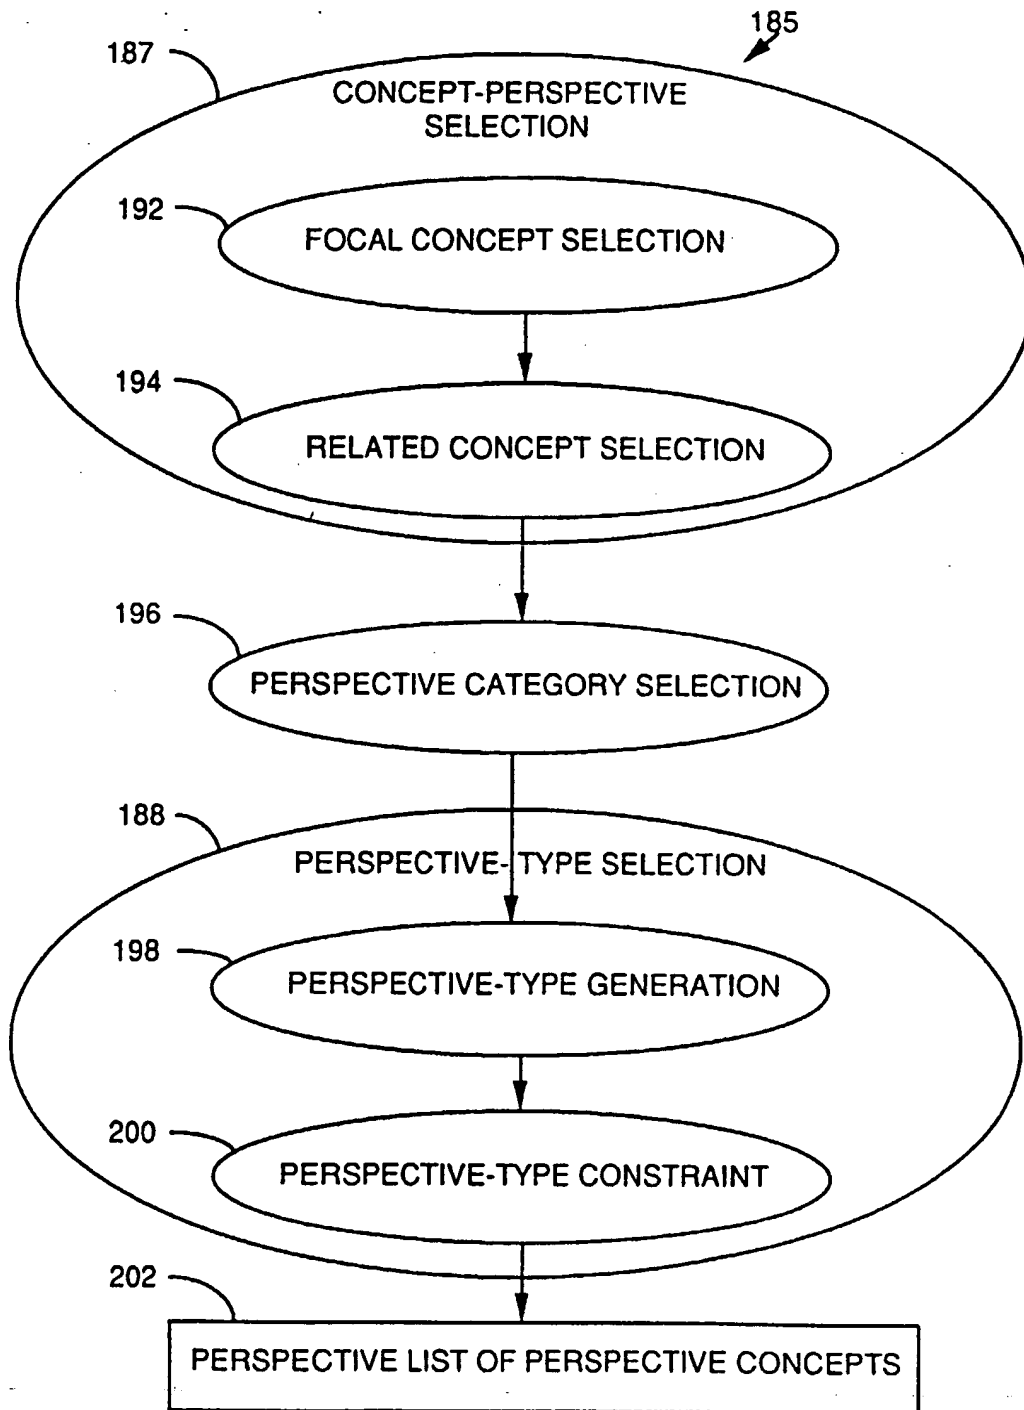 185
187
CONCEPT-PERSPECTIVE
SELECTION
192
FOCAL CONCEPT SELECTION
194
RELATED CONCEPT SELECTION
196
PERSPECTIVE CATEGORY SELECTION
188
PERSPECTIVE-TYPE SELECTION
198
PERSPECTIVE-TYPE GENERATION
200
PERSPECTIVE-TYPE CONSTRAINT
202
PERSPECTIVE LIST OF PERSPECTIVE CONCEPTS